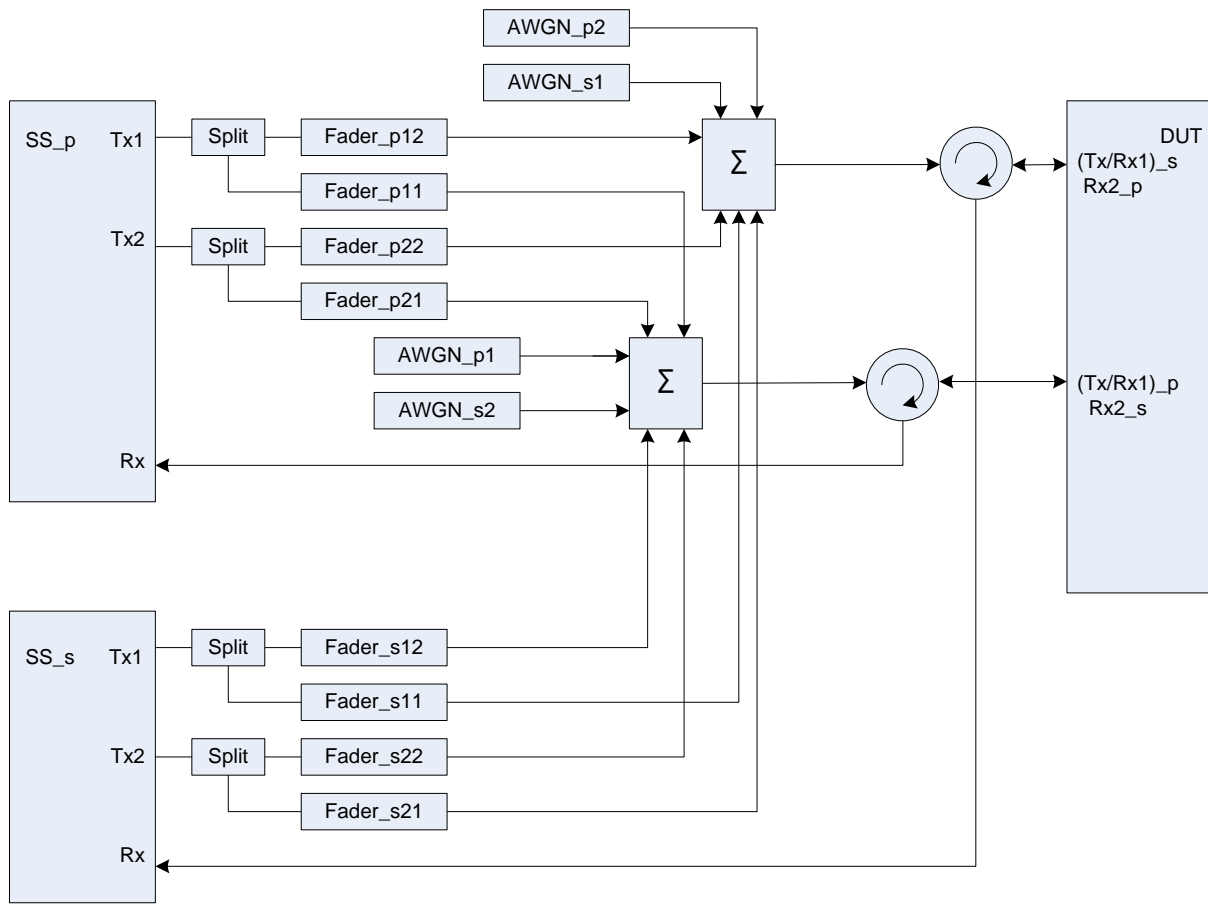 AWGN_p2
AWGN_s1
SS_p
Tx1
Split
Fader_p12
Σ
DUT
(Tx/Rx1)_s
Rx2_p
Fader_p11
Tx2
Split
Fader_p22
Fader_p21
AWGN_p1
Σ
(Tx/Rx1)_p
Rx2_s
AWGN_s2
Rx
SS_s
Tx1
Split
Fader_s12
Fader_s11
Tx2
Split
Fader_s22
Fader_s21
Rx